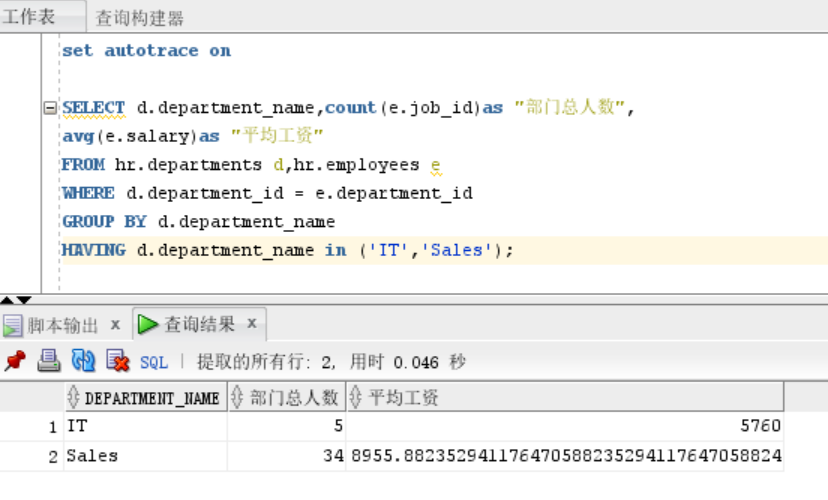 工作表 查询构建器
set autotrace on
SELECT d.department_name,count(e.job_id)as "部门总人数",
avg(e.salary)as "平均工资"
FROM hr.departments d,hr.employees e
WHERE d.department_id = e.department_id
GROUP BY d.department_name
HAVING d.department_name in ('IT','Sales');
脚本输出 x 查询结果 x
SQL | 提取的所有行: 2, 用时 0.046 秒
DEPARTMENT_NAME 部门总人数 平均工资
1 IT 5 5760
2 Sales 34 8955.88235294117647058823529411764705882​4